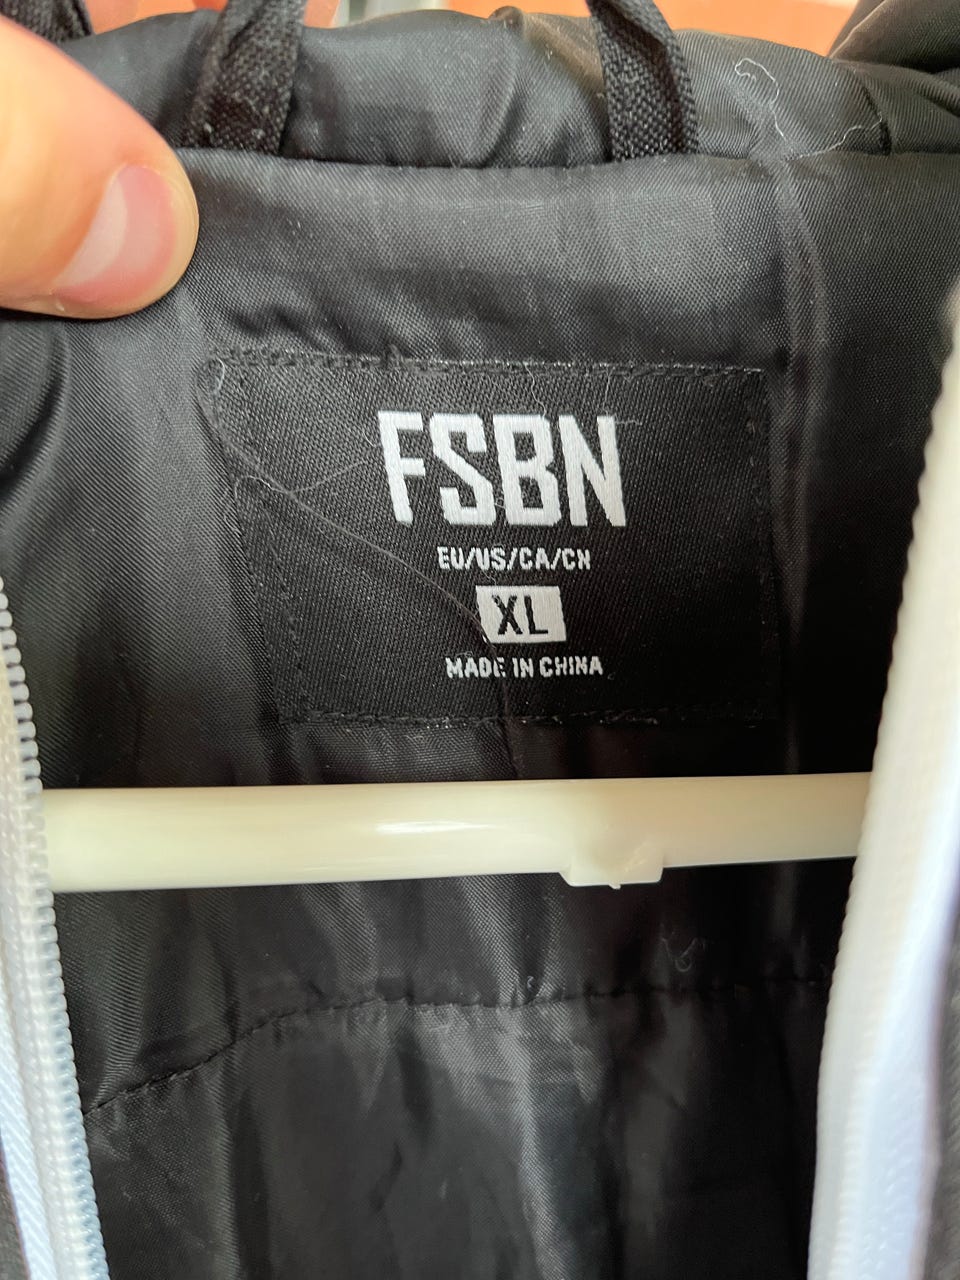 FSBN
EU/US/CA/CN
XL
MADE IN CHINA